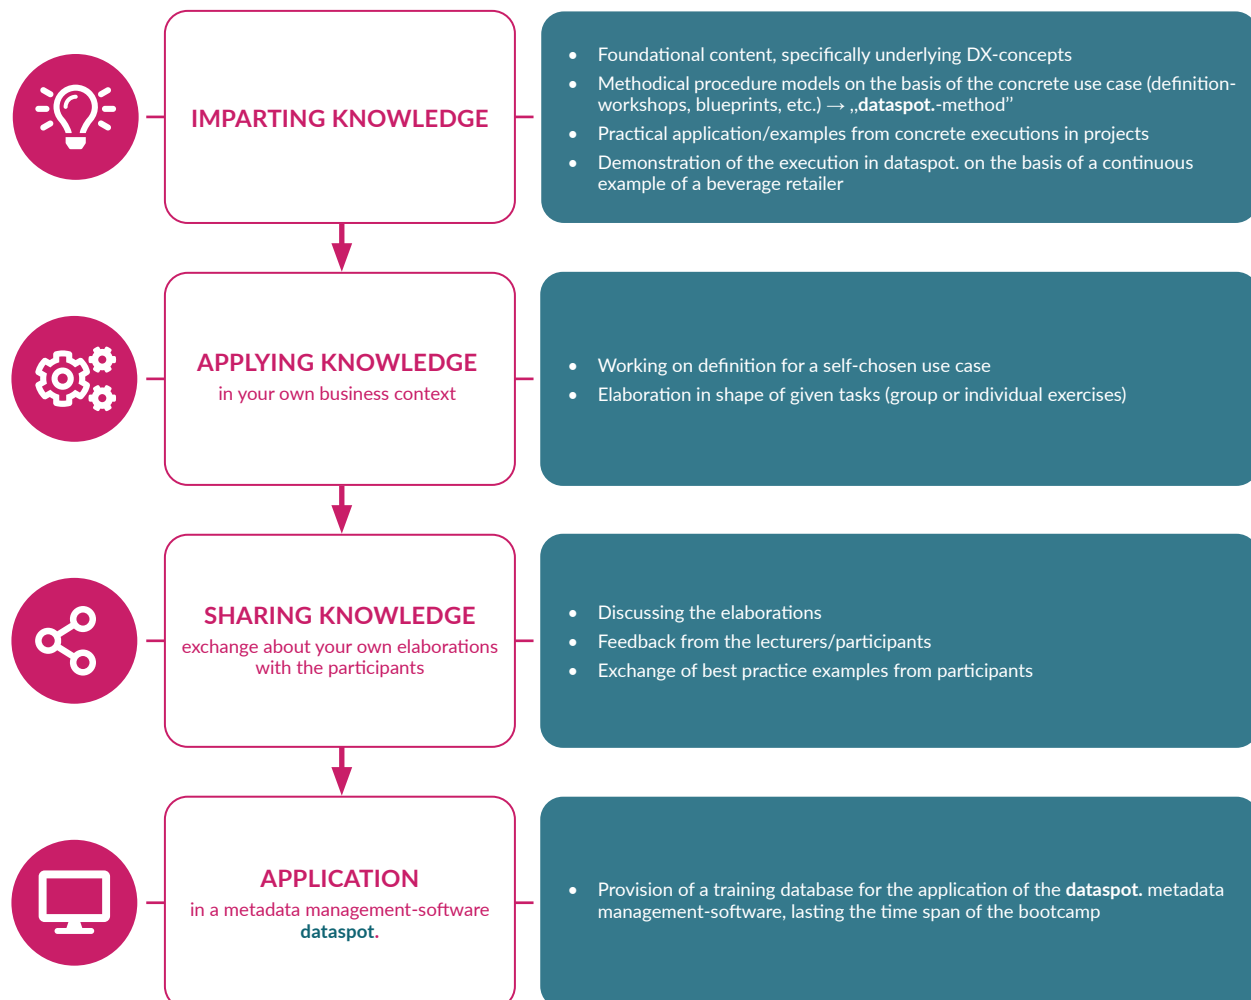 IMPARTING KNOWLEDGE
• Foundational content, specifically underlying DX-concepts
• Methodical procedure models on the basis of the concrete use case (definition-
workshops, blueprints, etc.) → „dataspot.-method”
• Practical application/examples from concrete executions in projects
• Demonstration of the execution in dataspot. on the basis of a continuous
example of a beverage retailer
APPLYING KNOWLEDGE
in your own business context
• Working on definition for a self-chosen use case
• Elaboration in shape of given tasks (group or individual exercises)
SHARING KNOWLEDGE
exchange about your own elaborations
with the participants
• Discussing the elaborations
• Feedback from the lecturers/participants
• Exchange of best practice examples from participants
APPLICATION
in a metadata management-software
dataspot.
• Provision of a training database for the application of the dataspot. metadata
management-software, lasting the time span of the bootcamp